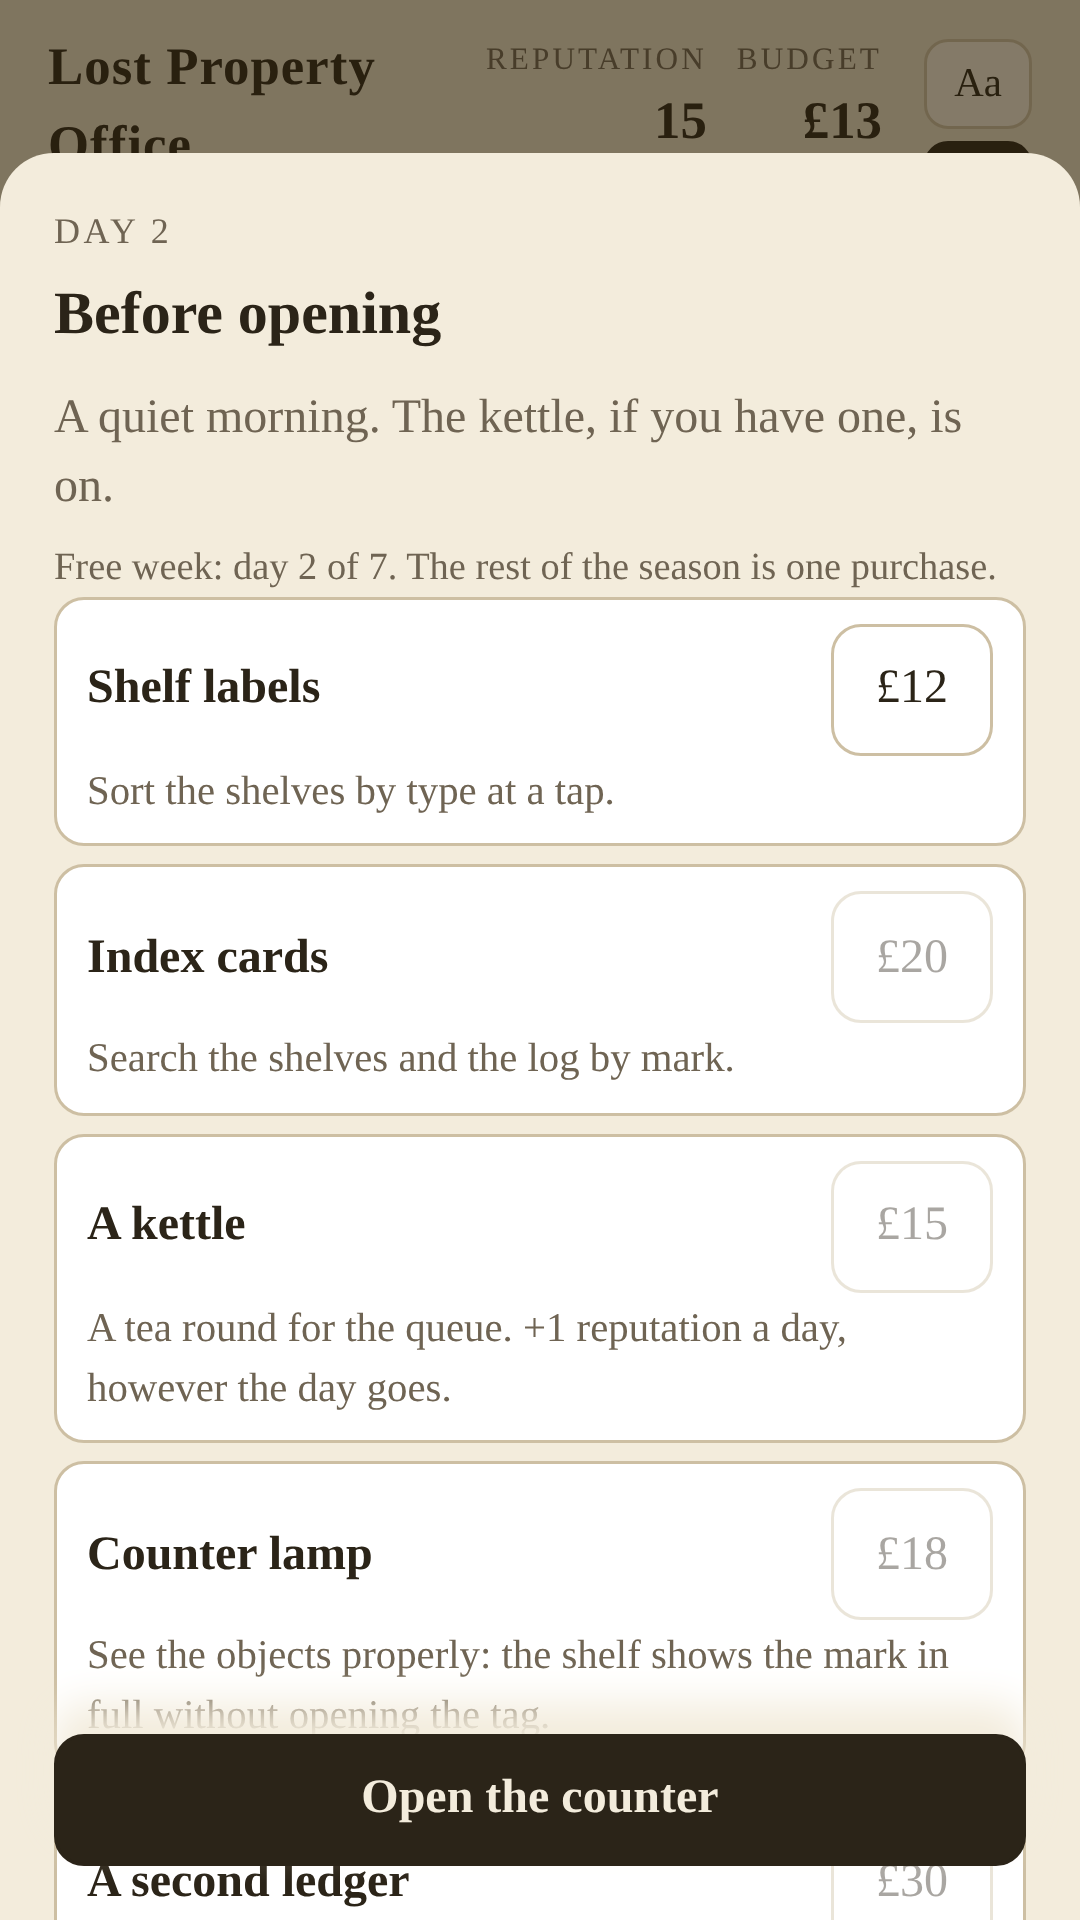 Lost Property
Office
REPUTATION
15
BUDGET
£13
Aa
DAY 2
Before opening
A quiet morning. The kettle, if you have one, is
on.
Free week: day 2 of 7. The rest of the season is one purchase.
Shelf labels
£12
Sort the shelves by type at a tap.
Index cards
£20
Search the shelves and the log by mark.
A kettle
£15
A tea round for the queue. +1 reputation a day,
however the day goes.
Counter lamp
£18
See the objects properly: the shelf shows the mark in
full without opening the tag.
Open the counter
A second ledger
£30